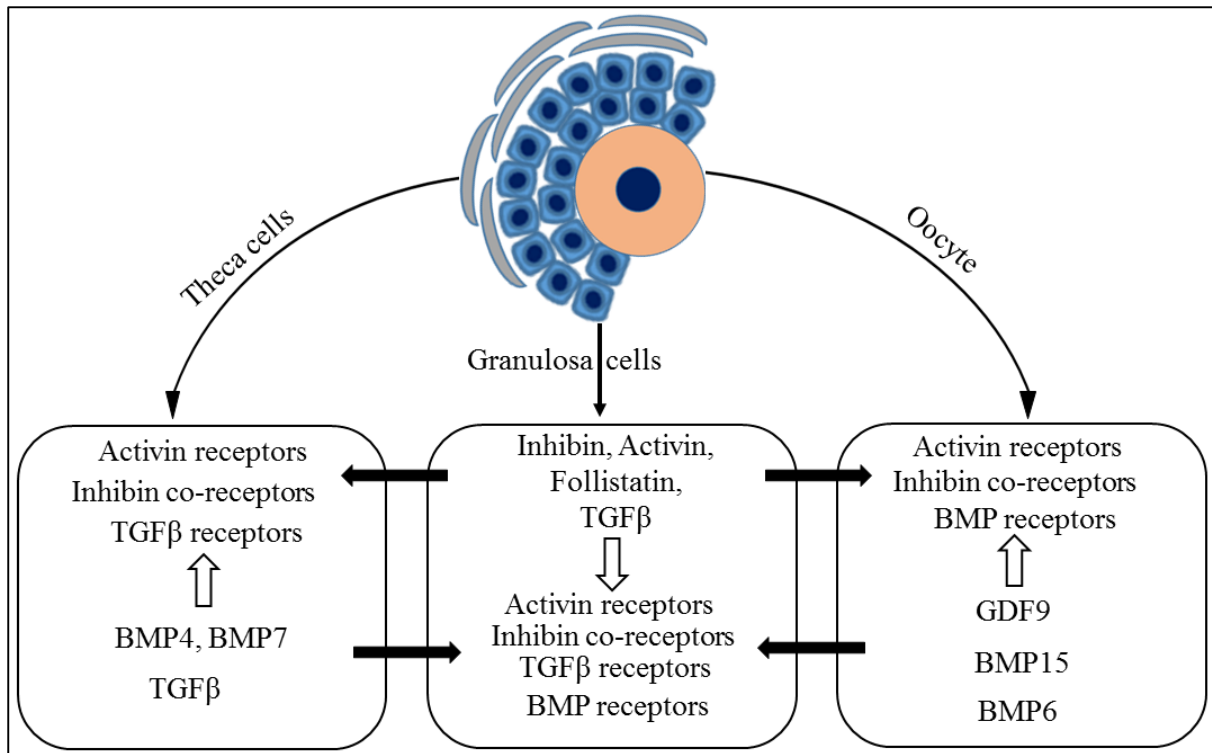 Theca cells
Oocyte
Granulosa cells
Activin receptors
Inhibin co-receptors
TGFβ receptors
BMP4, BMP7
TGFβ
Inhibin, Activin,
Follistatin,
TGFβ
Activin receptors
Inhibin co-receptors
TGFβ receptors
BMP receptors
Activin receptors
Inhibin co-receptors
BMP receptors
GDF9
BMP15
BMP6